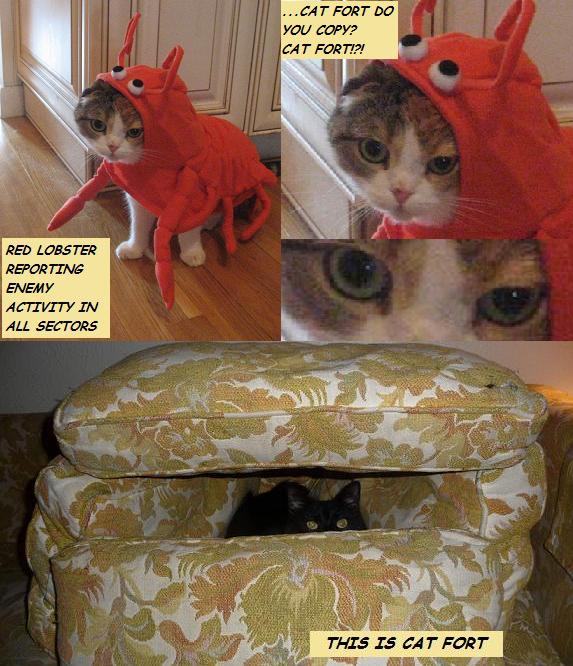 RED LOBSTER
REPORTING
ENEMY
ACTIVITY IN
ALL SECTORS
...CAT FORT DO
YOU COPY?
CAT FORT!?!
THIS IS CAT FORT